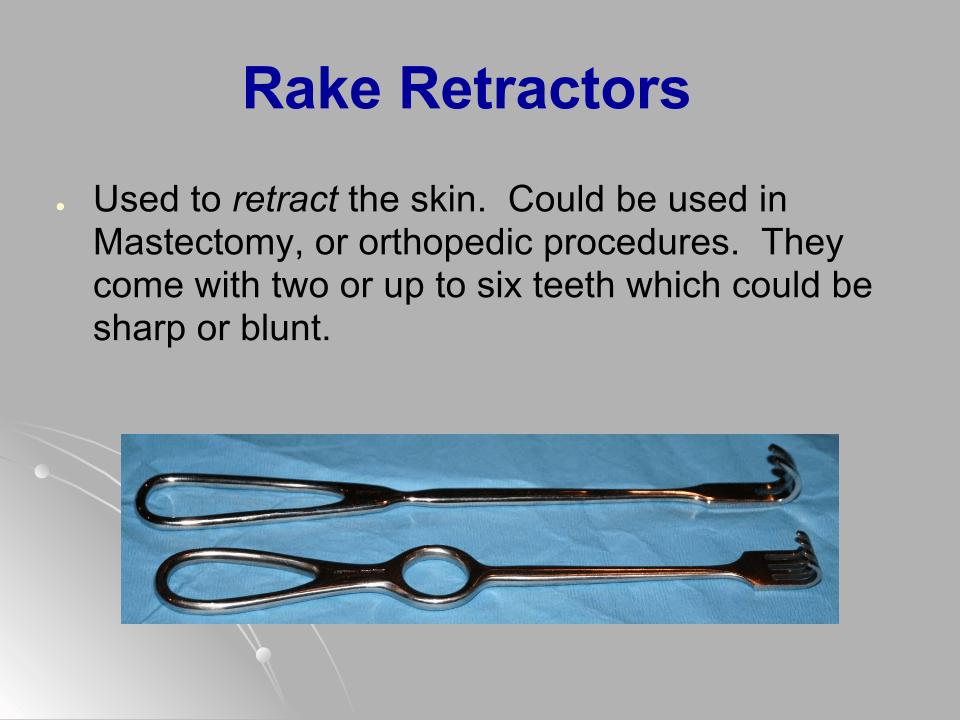 Rake Retractors
● Used to retract the skin.  Could be used in
Mastectomy, or orthopedic procedures.  They
come with two or up to six teeth which could be
sharp or blunt.